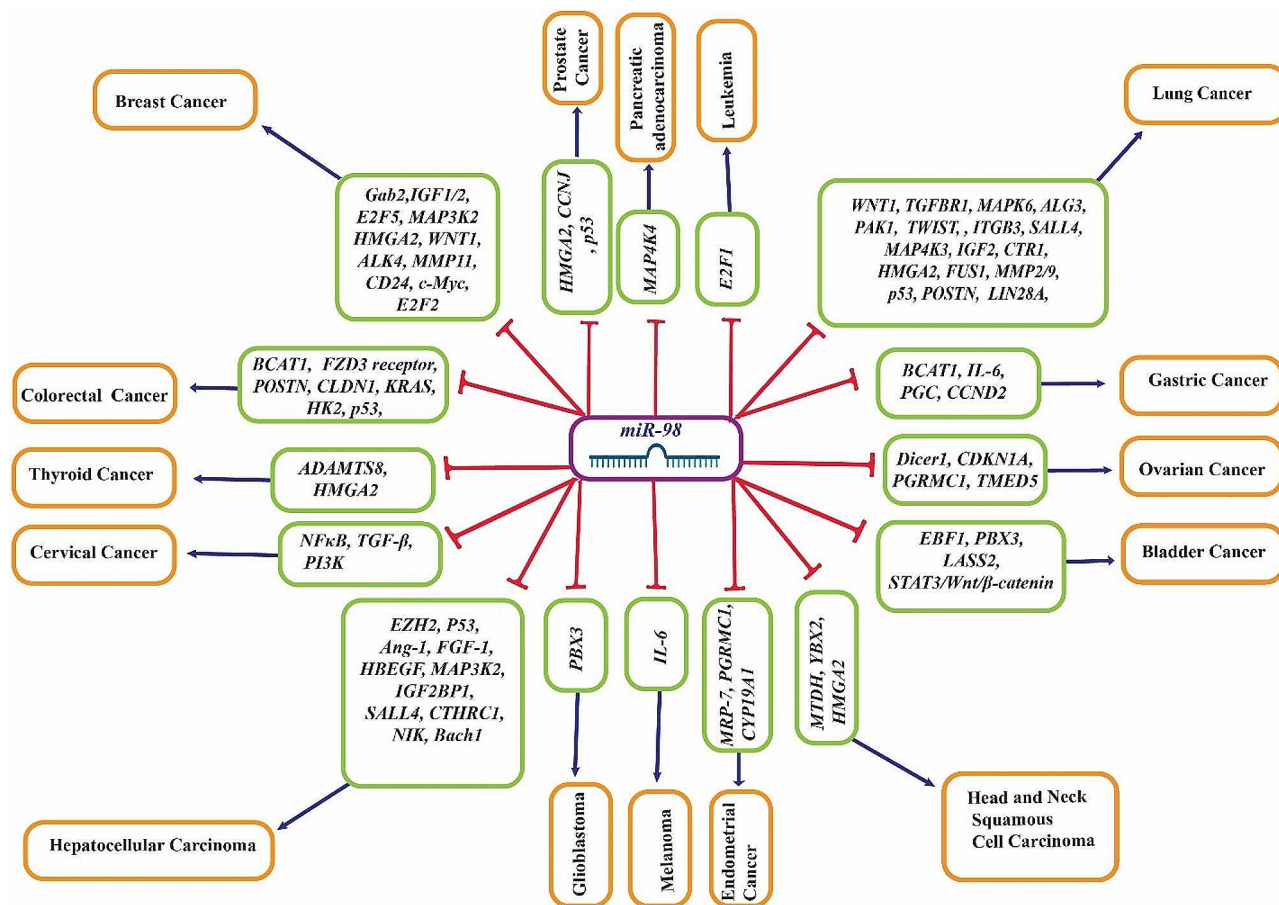 Prostate
Cancer
Pancreatic
adenocarcinoma
Leukemia
Breast Cancer
Lung Cancer
Gab2,IGF1/2,
E2F5, MAP3K2
HMGA2, WNT1,
ALK4, MMP11,
CD24, c-Myc,
E2F2
HMGA2, CCNJ
, p53
MAP4K4
E2F1
WNT1, TGFBR1, MAPK6, ALG3,
PAK1, TWIST, , ITGB3, SALL4,
MAP4K3, IGF2, CTR1,
HMGA2, FUS1, MMP2/9,
p53, POSTN, LIN28A,
Colorectal Cancer
BCAT1, FZD3 receptor,
POSTN, CLDN1, KRAS,
HK2, p53,
BCAT1, IL-6,
PGC, CCND2
Gastric Cancer
miR-98
Thyroid Cancer
ADAMTS8,
HMGA2
Dicer1, CDKN1A,
PGRMC1, TMED5
Ovarian Cancer
Cervical Cancer
NFκB, TGF-β,
PI3K
EBF1, PBX3,
LASS2,
STAT3/Wnt/β-catenin
Bladder Cancer
EZH2, P53,
Ang-1, FGF-1,
HBEGF, MAP3K2,
IGF2BP1,
SALL4, CTHRC1,
NIK, Bach1
PBX3
IL-6
MRP-7, PGRMC1,
CYP19A1
MTDH, YBX2,
HMGA2
Hepatocellular Carcinoma
Glioblastoma
Melanoma
Endometrial
Cancer
Head and Neck
Squamous
Cell Carcinoma